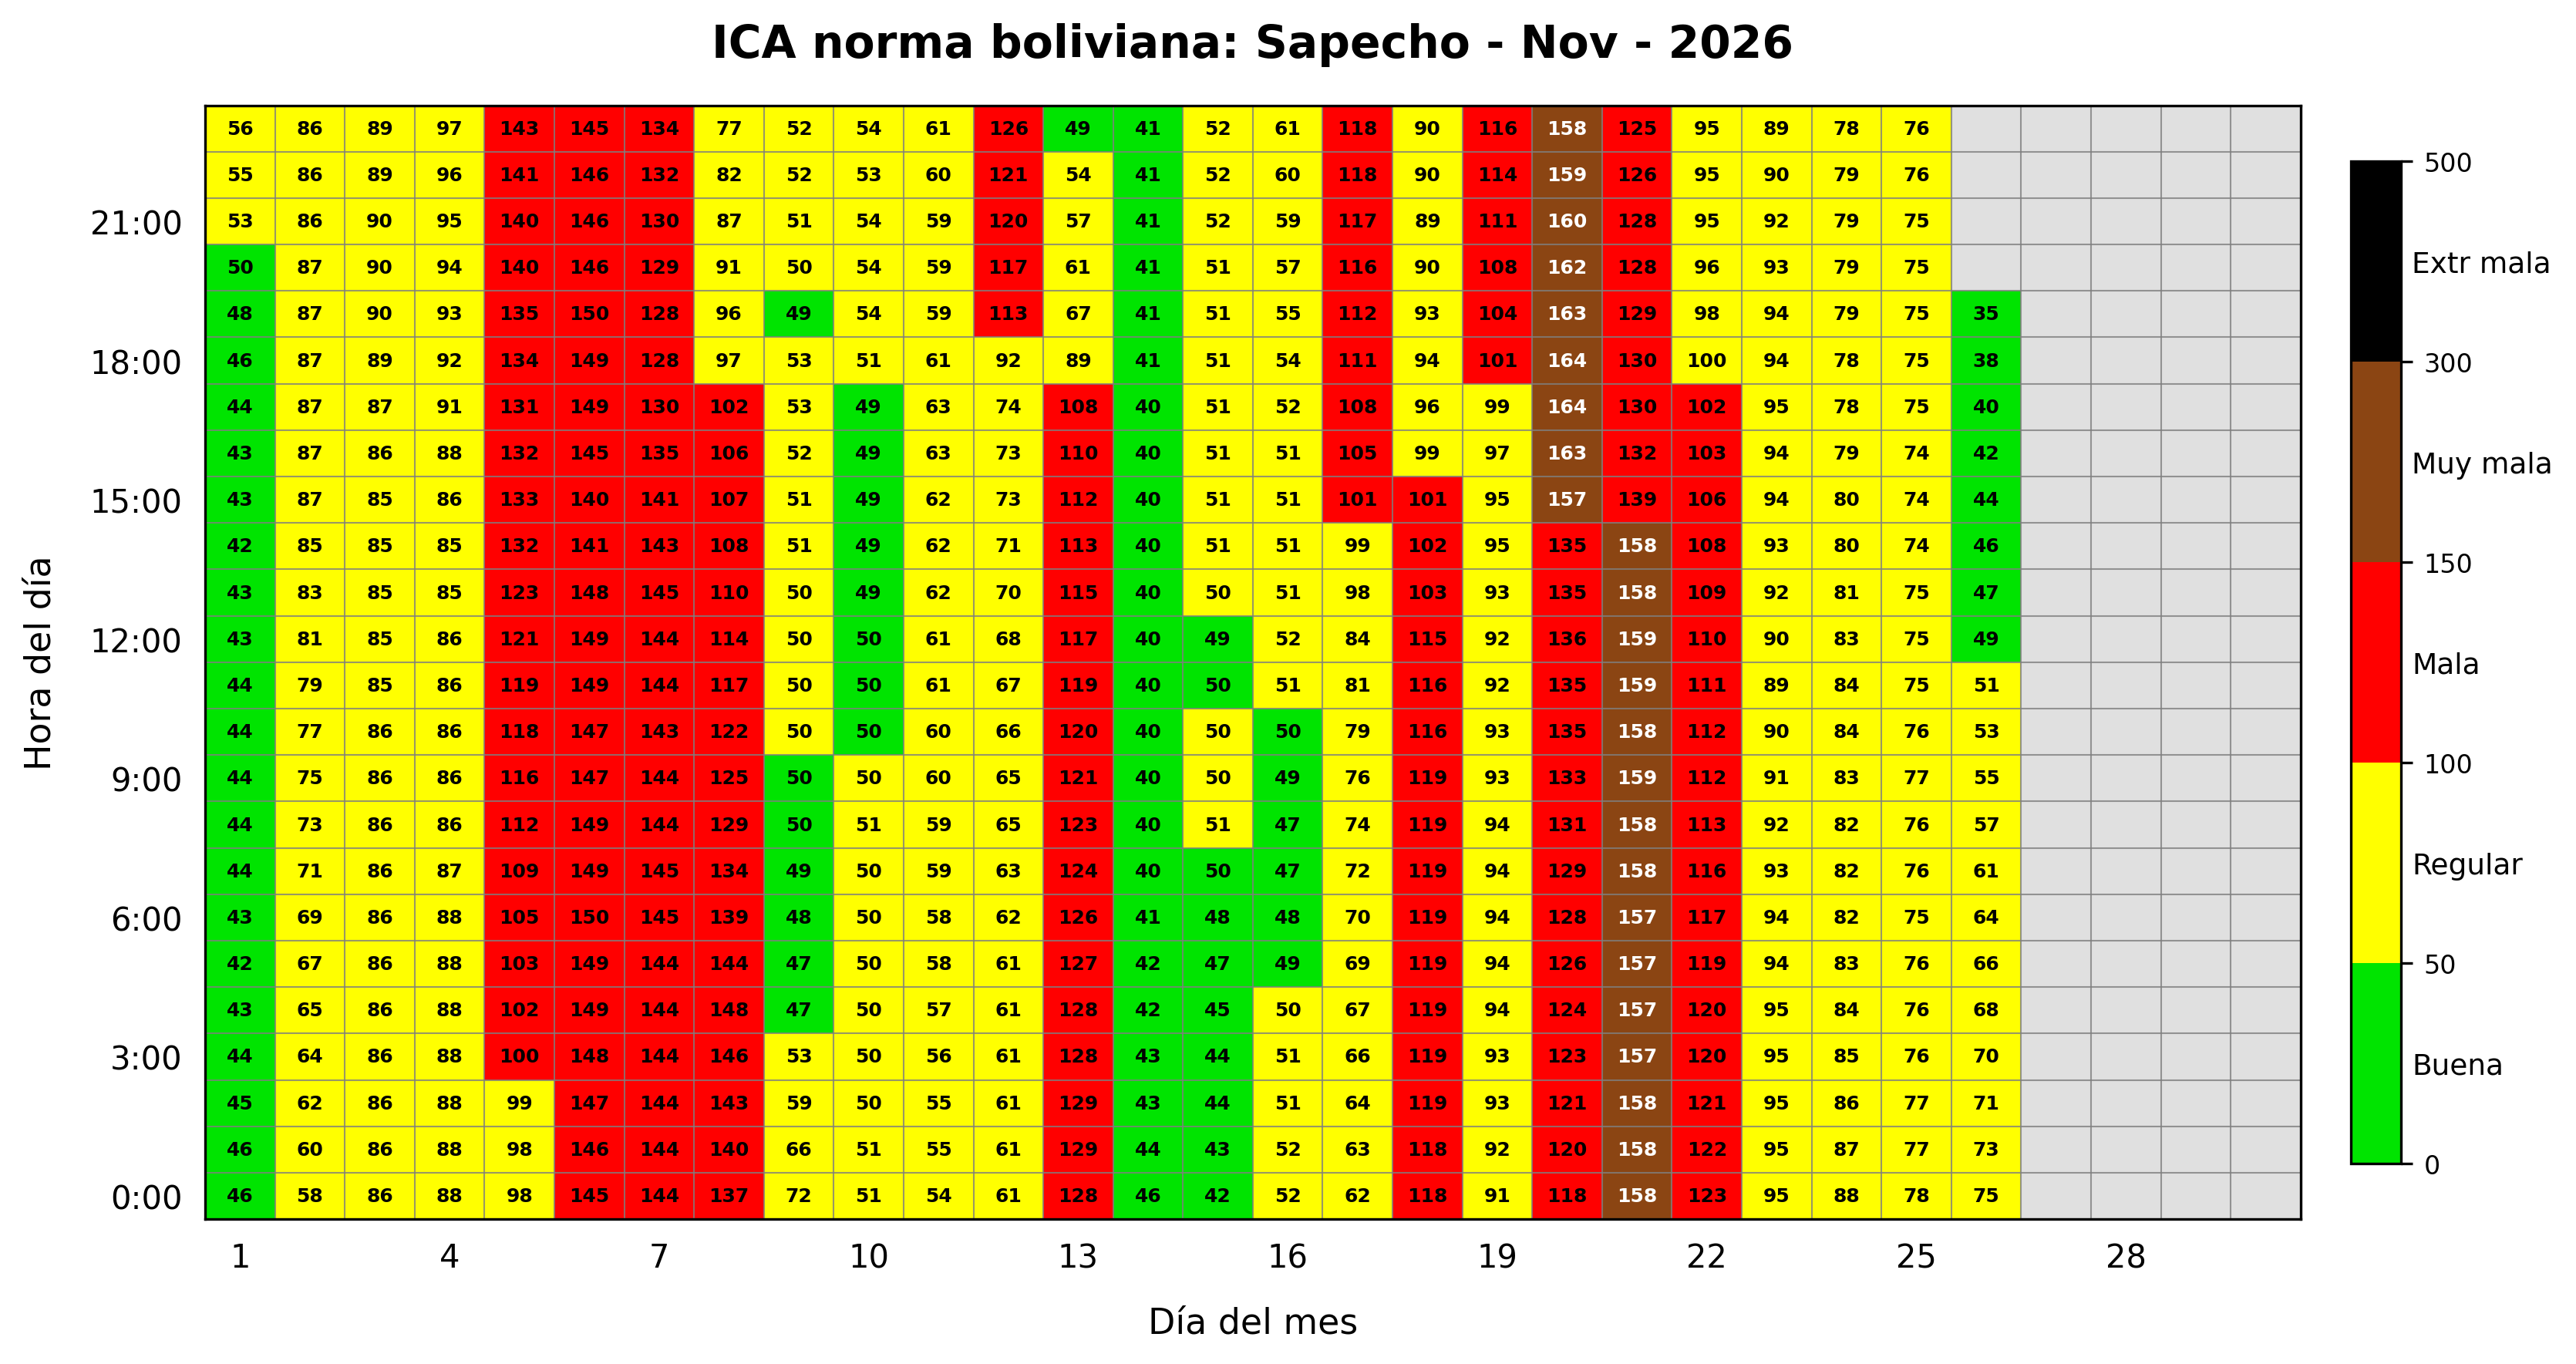 ICA norma boliviana: Sapecho - Nov - 2026
56 86 89 97 143 145 134 77 52 54 61 126 49 41 52 61 118 90 116 158 125 95 89 78 76
55 86 89 96 141 146 132 82 52 53 60 121 54 41 52 60 118 90 114 159 126 95 90 79 76
21:00 53 86 90 95 140 146 130 87 51 54 59 120 57 41 52 59 117 89 111 160 128 95 92 79 75
50 87 90 94 140 146 129 91 50 54 59 117 61 41 51 57 116 90 108 162 128 96 93 79 75
48 87 90 93 135 150 128 96 49 54 59 113 67 41 51 55 112 93 104 163 129 98 94 79 75 35
18:00 46 87 89 92 134 149 128 97 53 51 61 92 89 41 51 54 111 94 101 164 130 100 94 78 75 38
44 87 87 91 131 149 130 102 53 49 63 74 108 40 51 52 108 96 99 164 130 102 95 78 75 40
43 87 86 88 132 145 135 106 52 49 63 73 110 40 51 51 105 99 97 163 132 103 94 79 74 42
15:00 43 87 85 86 133 140 141 107 51 49 62 73 112 40 51 51 101 101 95 157 139 106 94 80 74 44
42 85 85 85 132 141 143 108 51 49 62 71 113 40 51 51 99 102 95 135 158 108 93 80 74 46
43 83 85 85 123 148 145 110 50 49 62 70 115 40 50 51 98 103 93 135 158 109 92 81 75 47
12:00 43 81 85 86 121 149 144 114 50 50 61 68 117 40 49 52 84 115 92 136 159 110 90 83 75 49
44 79 85 86 119 149 144 117 50 50 61 67 119 40 50 51 81 116 92 135 159 111 89 84 75 51
44 77 86 86 118 147 143 122 50 50 60 66 120 40 50 50 79 116 93 135 158 112 90 84 76 53
9:00 44 75 86 86 116 147 144 125 50 50 60 65 121 40 50 49 76 119 93 133 159 112 91 83 77 55
44 73 86 86 112 149 144 129 50 51 59 65 123 40 51 47 74 119 94 131 158 113 92 82 76 57
44 71 86 87 109 149 145 134 49 50 59 63 124 40 50 47 72 119 94 129 158 116 93 82 76 61
6:00 43 69 86 88 105 150 145 139 48 50 58 62 126 41 48 48 70 119 94 128 157 117 94 82 75 64
42 67 86 88 103 149 144 144 47 50 58 61 127 42 47 49 69 119 94 126 157 119 94 83 76 66
43 65 86 88 102 149 144 148 47 50 57 61 128 42 45 50 67 119 94 124 157 120 95 84 76 68
3:00 44 64 86 88 100 148 144 146 53 50 56 61 128 43 44 51 66 119 93 123 157 120 95 85 76 70
45 62 86 88 99 147 144 143 59 50 55 61 129 43 44 51 64 119 93 121 158 121 95 86 77 71
46 60 86 88 98 146 144 140 66 51 55 61 129 44 43 52 63 118 92 120 158 122 95 87 77 73
0:00 46 58 86 88 98 145 144 137 72 51 54 61 128 46 42 52 62 118 91 118 158 123 95 88 78 75
1 4 7 10 13 16 19 22 25 28
Día del mes
Hora del día
500
Extr mala
300
Muy mala
150
Mala
100
Regular
50
Buena
0